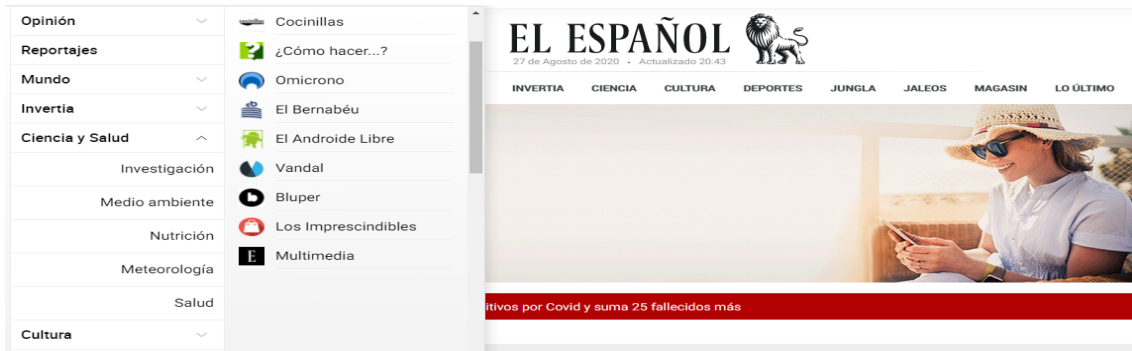 Opinión
Reportajes
Mundo
Invertia
Ciencia y Salud
Investigación
Medio ambiente
Nutrición
Meteorología
Salud
Cultura
Cocinillas
¿Cómo hacer...?
Omicrono
El Bernabéu
El Androide Libre
Vandal
Bluper
Los Imprescindibles
E Multimedia
EL ESPAÑOL
27 de Agosto de 2020 • Actualizado 20:43
INVERTIA CIENCIA CULTURA DEPORTES JUNGLA JALEOS MAGASIN LO ÚLTIMO
itivos por Covid y suma 25 fallecidos más